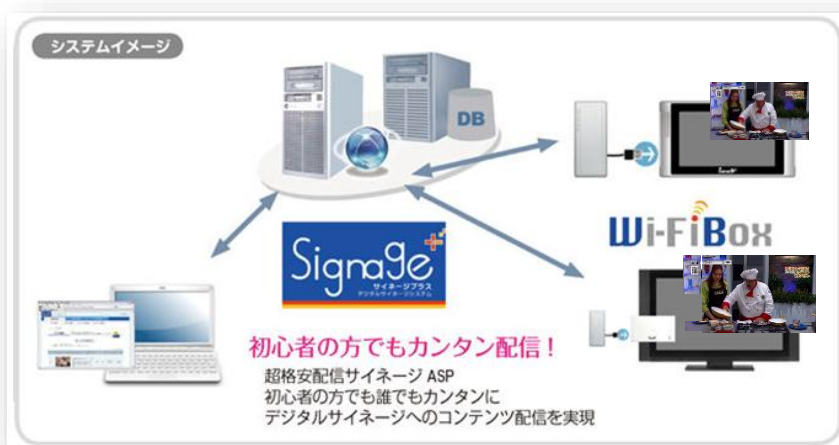 システムイメージ
DB
Signage+
サイネージプラス
デジタルサイネージシステム
Wi-FiBox
初心者の方でもカンタン配信！
超格安配信サイネージ ASP
初心者の方でも誰でもカンタンに
デジタルサイネージへのコンテンツ配信を実現